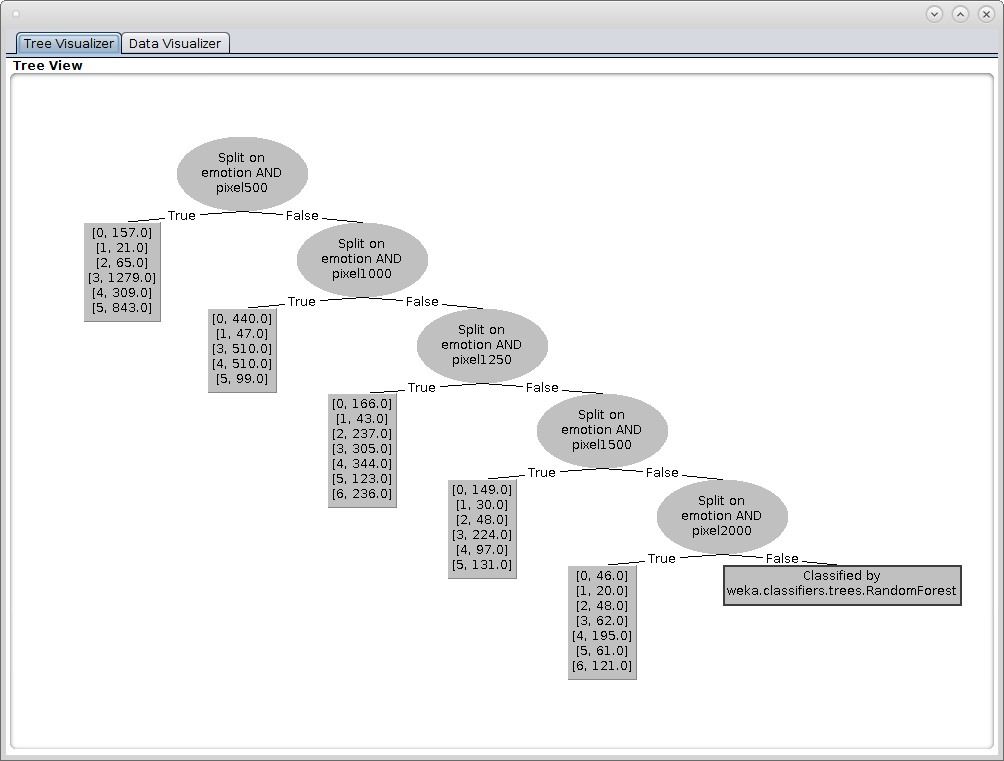 Tree Visualizer
Data Visualizer
Tree View
Split on
emotion AND
pixel500
True
False
[0, 157.0]
[1, 21.0]
[2, 65.0]
[3, 1279.0]
[4, 309.0]
[5, 843.0]
Split on
emotion AND
pixel1000
True
False
[0, 440.0]
[1, 47.0]
[3, 510.0]
[4, 510.0]
[5, 99.0]
Split on
emotion AND
pixel1250
True
False
[0, 166.0]
[1, 43.0]
[2, 237.0]
[3, 305.0]
[4, 344.0]
[5, 123.0]
[6, 236.0]
Split on
emotion AND
pixel1500
True
False
[0, 149.0]
[1, 30.0]
[2, 48.0]
[3, 224.0]
[4, 97.0]
[5, 131.0]
Split on
emotion AND
pixel2000
True
False
[0, 46.0]
[1, 20.0]
[2, 48.0]
[3, 62.0]
[4, 195.0]
[5, 61.0]
[6, 121.0]
Classified by
weka.classifiers.trees.RandomForest